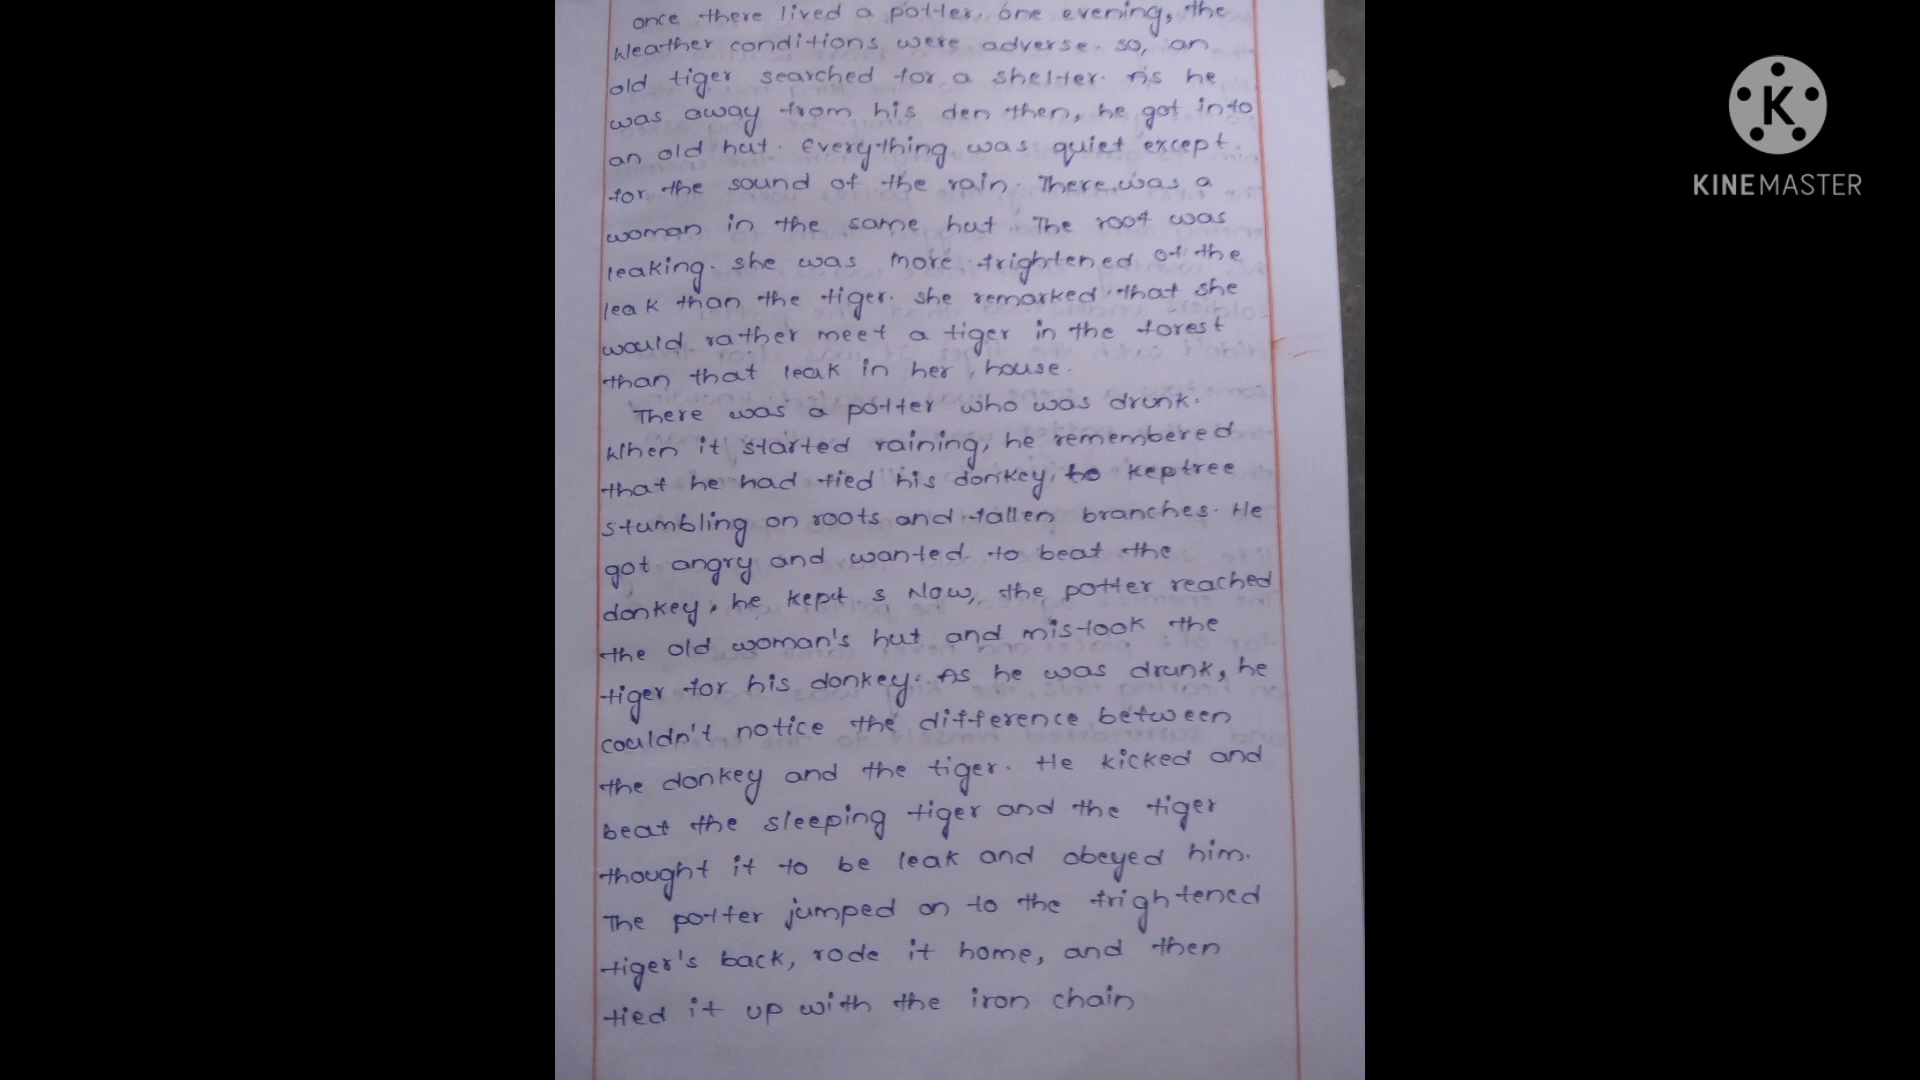 once there lived a potter. one evening, the
weather conditions were adverse. so, an
old tiger searched for a shelter. As he
was away from his den then, he got into
an old hut. Everything was quiet except
for the sound of the rain. There was a
woman in the same hut. The roof was
leaking. she was more frightened of the
leak than the tiger. she remarked that she
would rather meet a tiger in the forest
than that leak in her house.
There was a potter who was drunk.
When it started raining, he remembered
that he had tied his donkey, to keptree
stumbling on roots and fallen branches. He
got angry and wanted to beat the
donkey, he kept s Now, the potter reached
the old woman's hut and mistook the
tiger for his donkey. As he was drunk, he
couldn't notice the difference between
the donkey and the tiger. He kicked and
beat the sleeping tiger and the tiger
thought it to be leak and obeyed him.
The potter jumped on to the frightened
tiger's back, rode it home, and then
tied it up with the iron chain
K
KINEMASTER